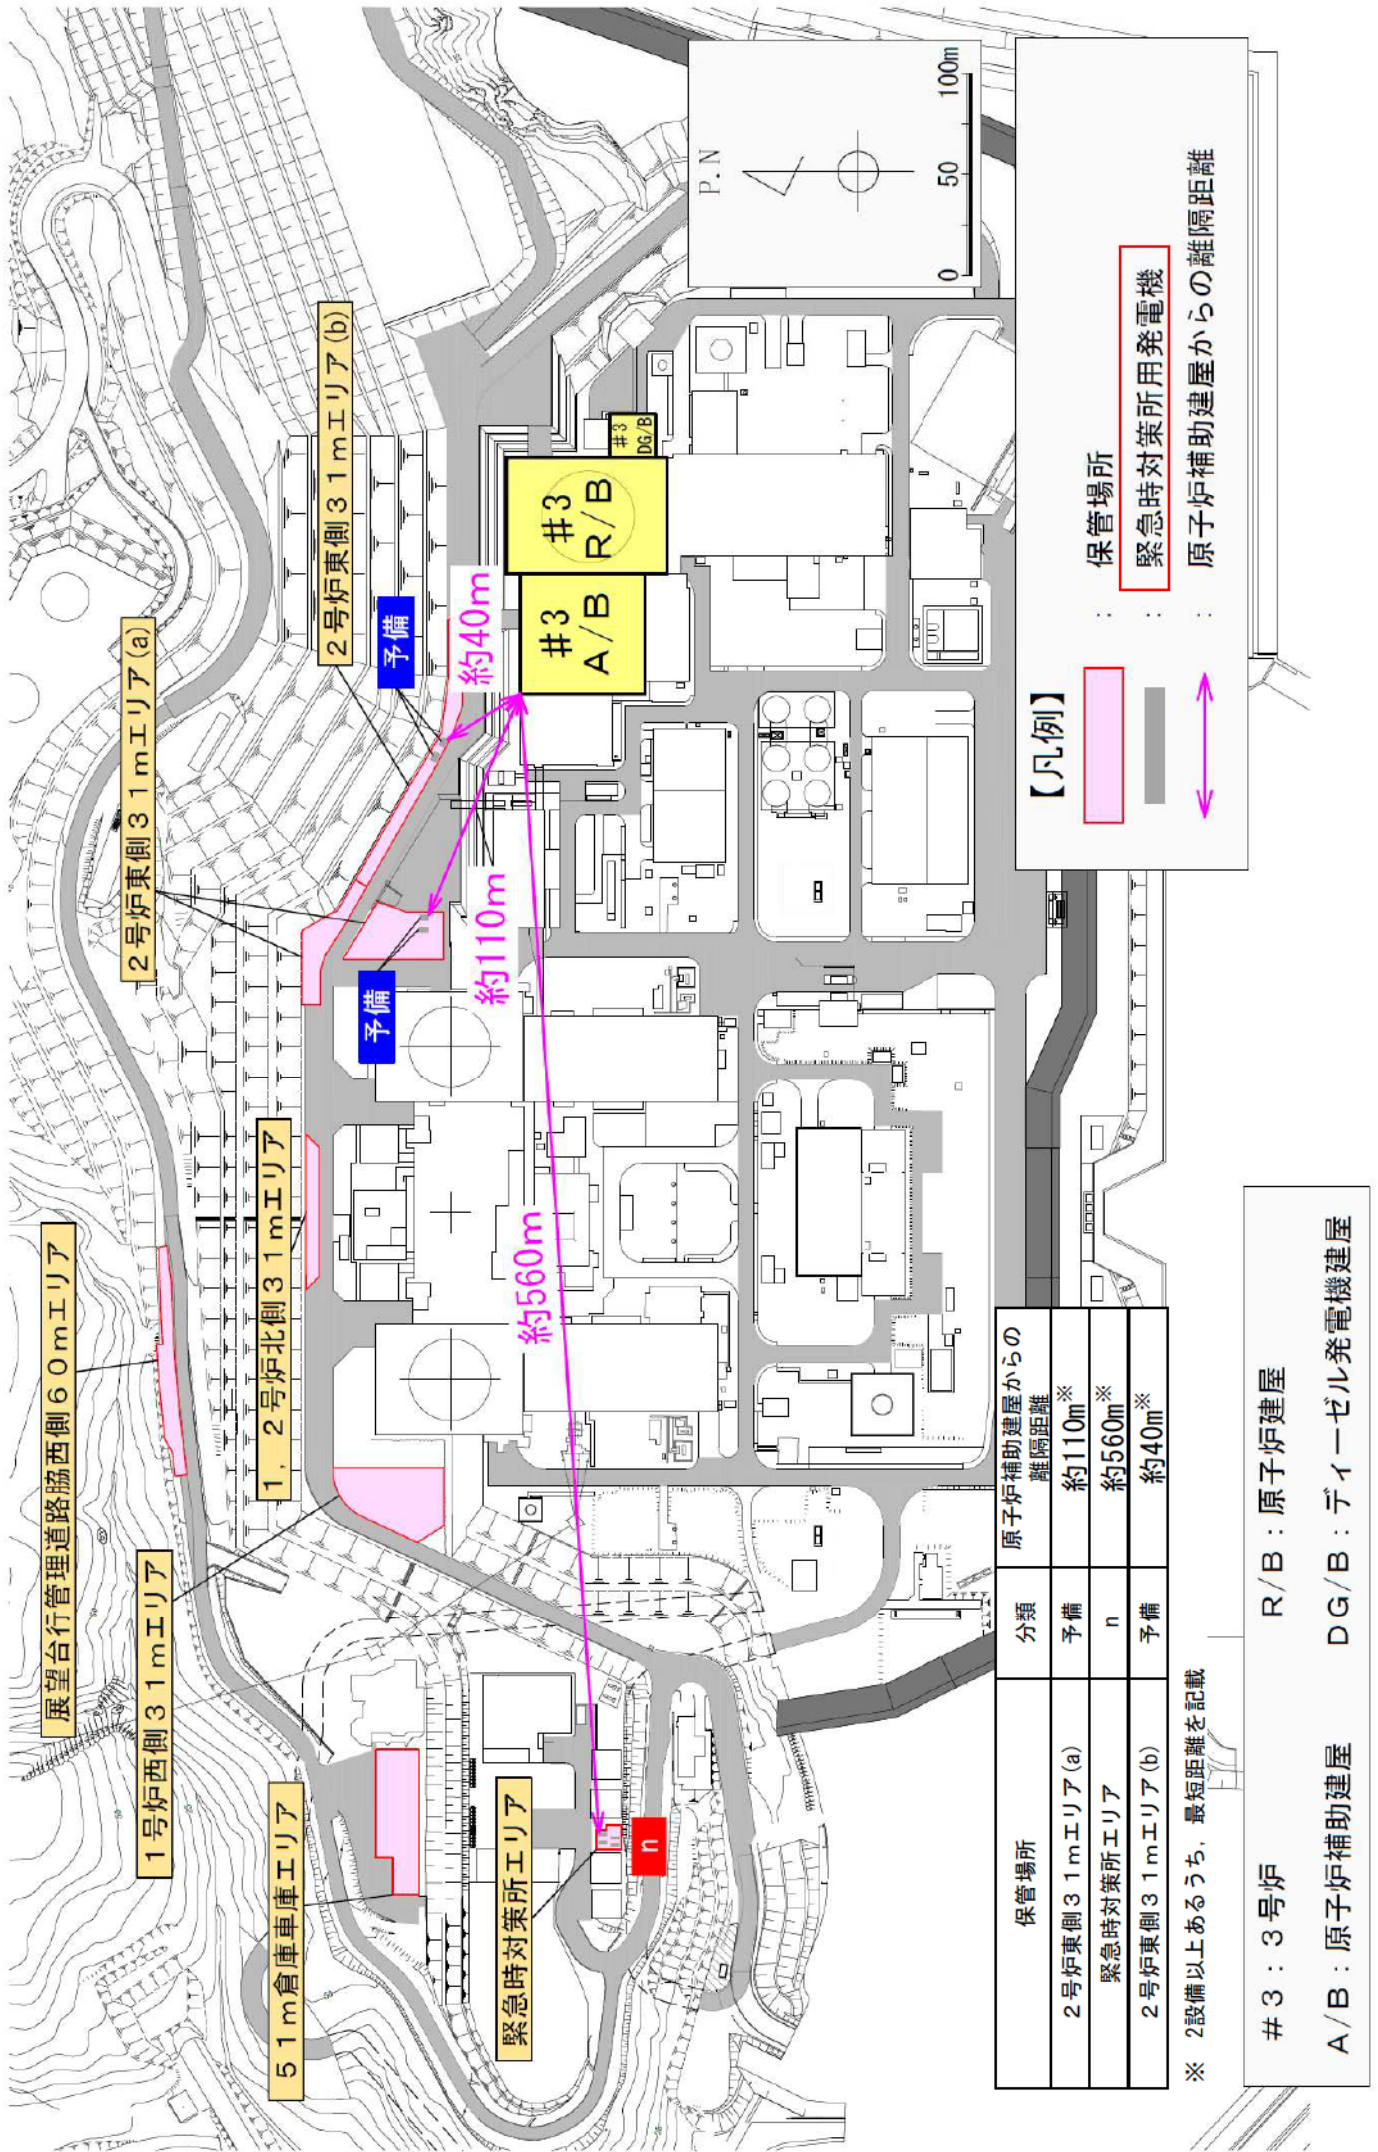 展望台行管理道路脇西側60mエリア
1号炉西側31mエリア
51m倉庫車庫エリア
1,2号炉北側31mエリア
2号炉東側31mエリア(a)
2号炉東側31mエリア(b)
緊急時対策所エリア
予備
予備
n
約40m
約110m
約560m
#3
R/B
#3
A/B
#3
DG/B
P.N
0 50 100m
【凡例】
: 保管場所
: 緊急時対策所用発電機
: 原子炉補助建屋からの離隔距離
保管場所 分類 原子炉補助建屋からの離隔距離
2号炉東側31mエリア(a) 予備 約110m※
緊急時対策所エリア n 約560m※
2号炉東側31mエリア(b) 予備 約40m※
※ 2設備以上あるうち，最短距離を記載
#3：3号炉 R/B：原子炉建屋
A/B：原子炉補助建屋 DG/B：ディーゼル発電機建屋